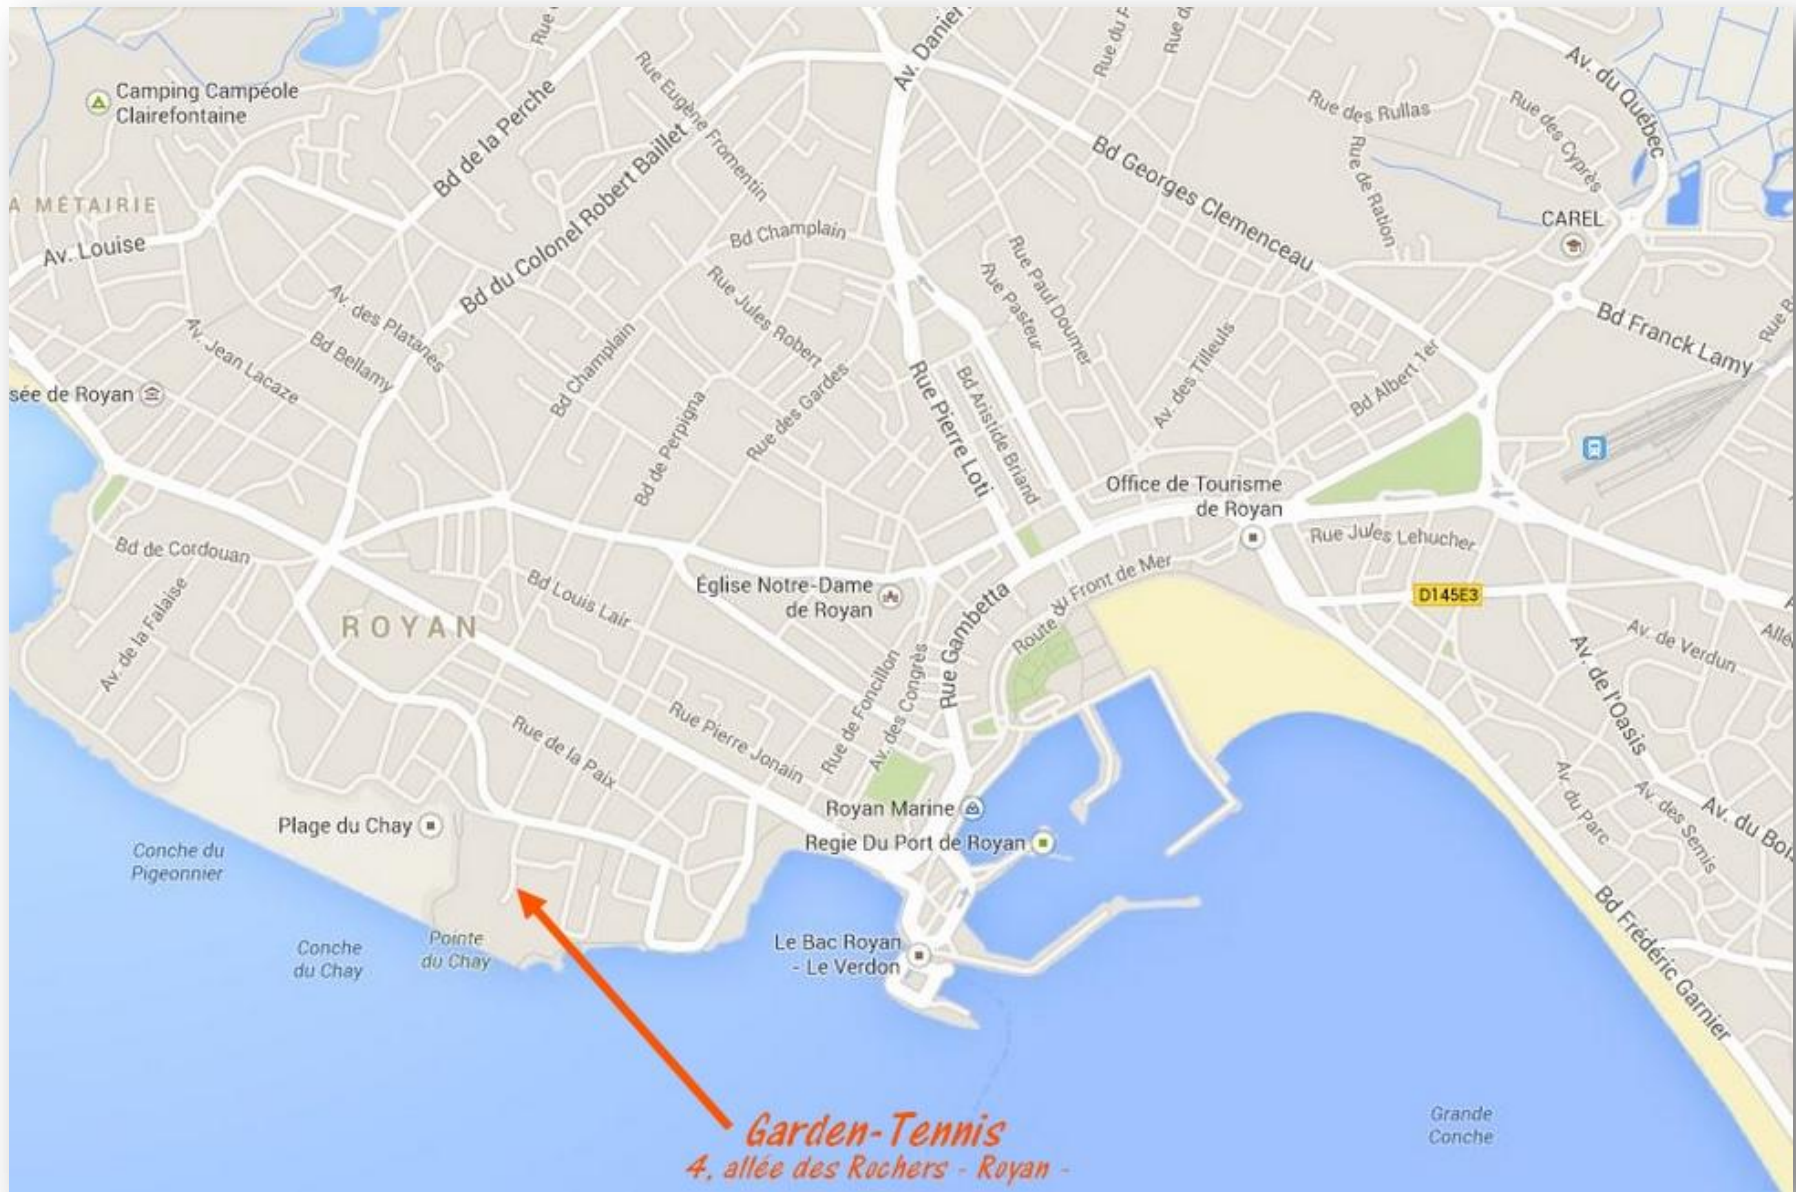 Camping Campéole
Clairefontaine
Bd de la Perche
Rue Eugène Fromentin
Av. Daniel
Rue du
Rue des Rullas
Av. du Québec
Rue des Cyprès
Bd Georges Clemenceau
Rue de Ration
A MÉTAIRIE
Av. Louise
Bd du Colonel Robert Baillet
Bd Champlain
CAREL
Rue Paul Doumer
Rue Pasteur
Rue Jules Robert
Av. des Platanes
Bd Bellamy
Av. Jean Lacaze
Bd Champlain
Bd Franck Lamy
Rue B
sée de Royan
Bd de Perpigna
Rue des Gardes
Rue Pierre Loti
Bd Aristide Briand
Av. des Tilleuls
Bd Albert 1er
Office de Tourisme
de Royan
Rue Jules Lehucher
Bd de Cordouan
Av. de la Falaise
ROYAN
Bd Louis Lair
Église Notre-Dame
de Royan
Rue Gambetta
Route du Front de Mer
D145E3
Av. de Verdun
Allée
Av. de l'Oasis
Rue de Foncillon
Av. des Congrès
Rue Pierre Jonain
Rue de la Paix
Royan Marine
Regie Du Port de Royan
Av. du Parc
Av. des Semis
Av. du Bois
Plage du Chay
Conche du
Pigeonnier
Conche
du Chay
Pointe
du Chay
Le Bac Royan
- Le Verdon
Bd Frédéric Garnier
Grande
Conche
Garden-Tennis
4, allée des Rochers - Royan -